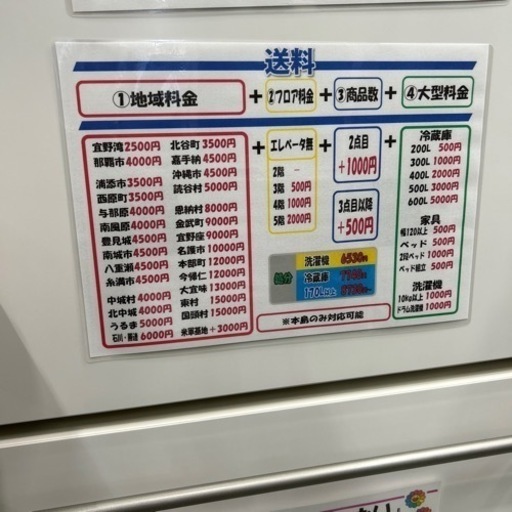 送料
①地域料金 + ②フロア料金 + ③商品数 + ④大型料金
宜野湾2500円
那覇市4000円
浦添市3500円
西原町3500円
与那原4000円
南風原4000円
豊見城4500円
南城市4500円
八重瀬4500円
糸満市4500円
中城村4000円
北中城4000円
うるま5000円
石川・勝連6000円
北谷町3500円
嘉手納4500円
沖縄市4500円
読谷村5000円
恩納村8000円
金武町9000円
宜野座9000円
名護市10000円
本部町12000円
今帰仁12000円
大宜味13000円
東村15000円
国頭村15000円
米軍基地+3000円
+
エレベータ無
2階 −
3階 500円
4階 1000円
5階 2000円
+
2点目
+1000円
3点目以降
+500円
+
冷蔵庫
200L 500円
300L 1000円
400L 2000円
500L 3000円
600L 5000円
家具
幅120以上 500円
ベッド 500円
2段ベッド 1000円
ベッド組立 500円
洗濯機
10Kg以上 1000円
ドラム洗濯機 1000円
処分
洗濯機 6530円
冷蔵庫
170L以上
※本島のみ対応可能